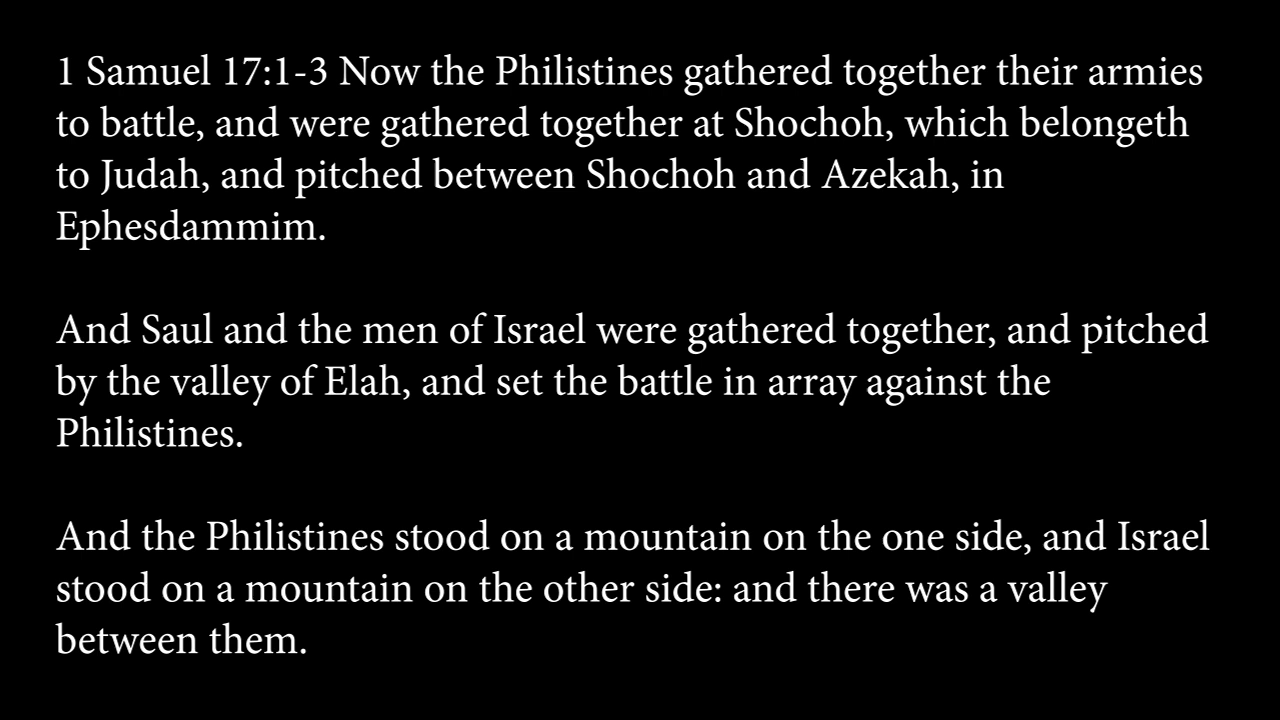 1 Samuel 17:1-3 Now the Philistines gathered together their armies
to battle, and were gathered together at Shochoh, which belongeth
to Judah, and pitched between Shochoh and Azekah, in
Ephesdammim.
And Saul and the men of Israel were gathered together, and pitched
by the valley of Elah, and set the battle in array against the
Philistines.
And the Philistines stood on a mountain on the one side, and Israel
stood on a mountain on the other side: and there was a valley
between them.